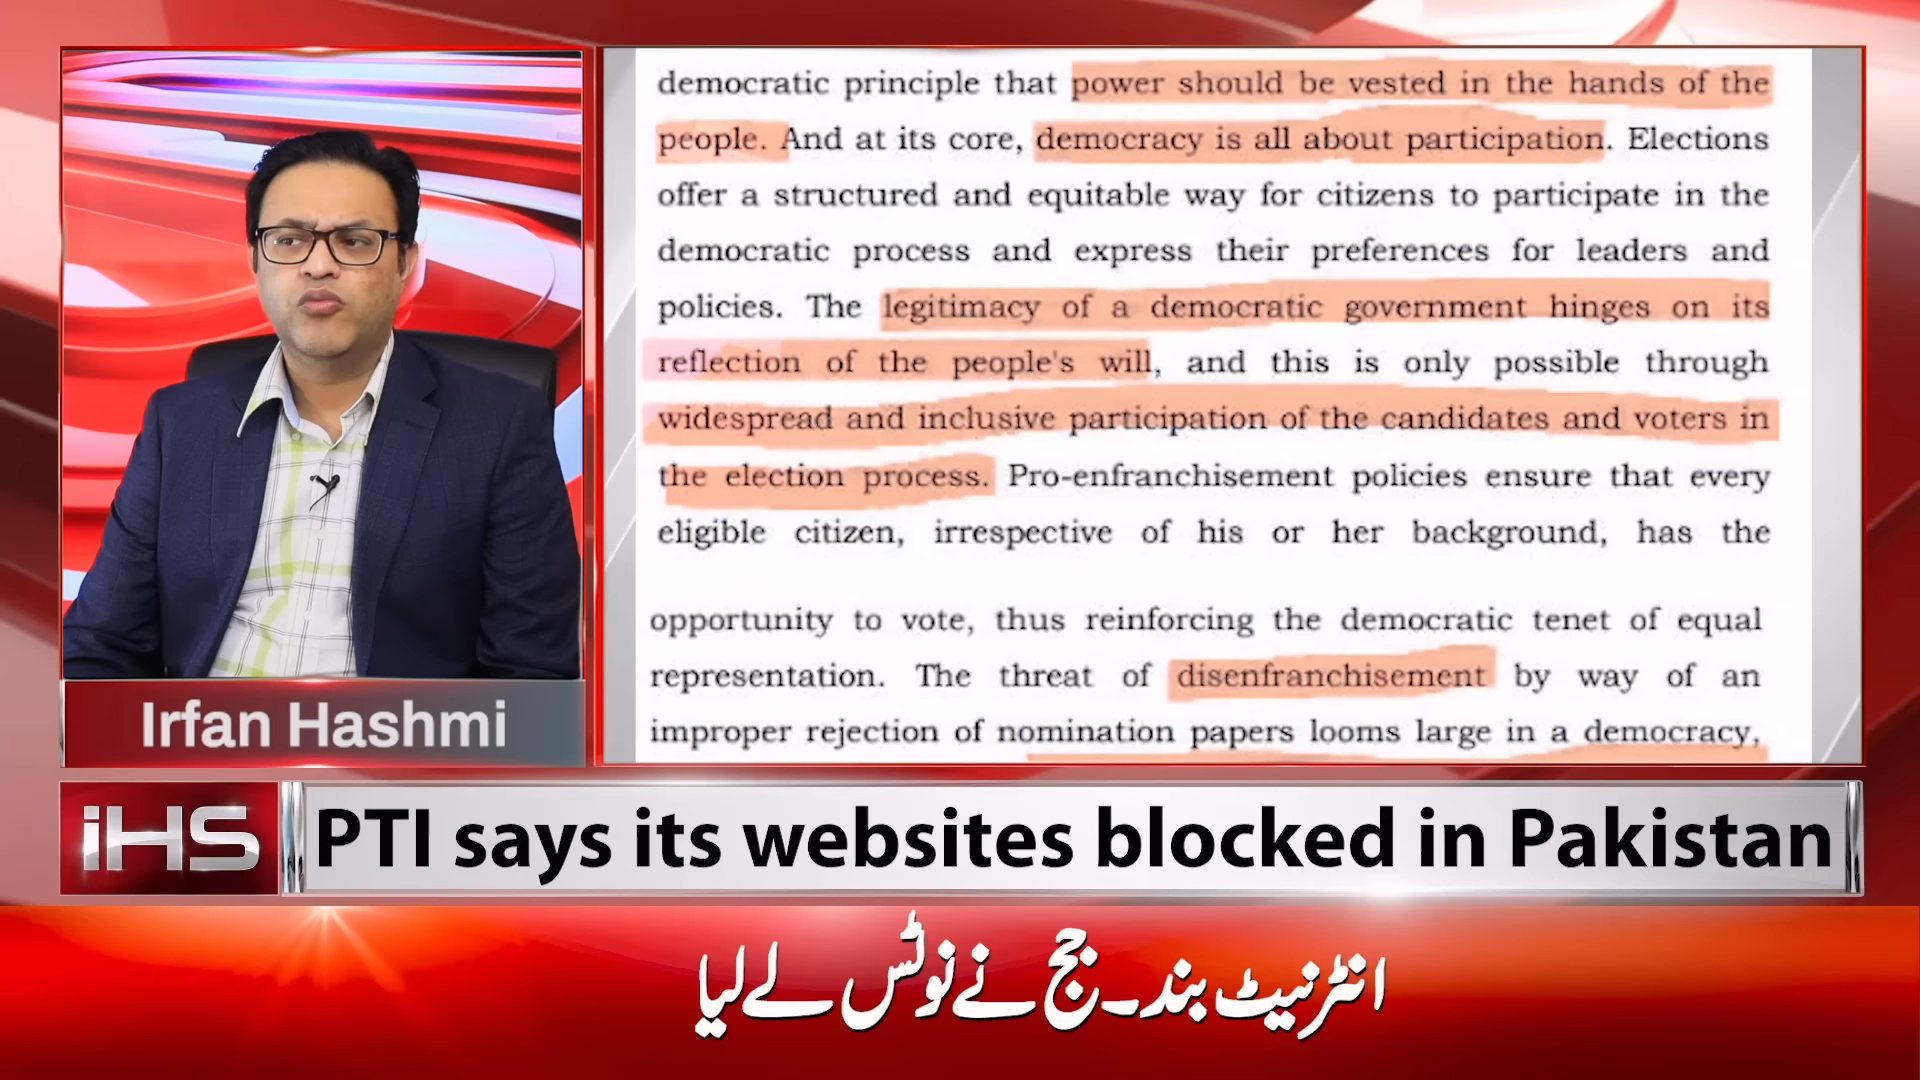 democratic principle that power should be vested in the hands of the
people. And at its core, democracy is all about participation. Elections
offer a structured and equitable way for citizens to participate in the
democratic process and express their preferences for leaders and
policies. The legitimacy of a democratic government hinges on its
reflection of the people's will, and this is only possible through
widespread and inclusive participation of the candidates and voters in
the election process. Pro-enfranchisement policies ensure that every
eligible citizen, irrespective of his or her background, has the
opportunity to vote, thus reinforcing the democratic tenet of equal
representation. The threat of disenfranchisement by way of an
improper rejection of nomination papers looms large in a democracy,
Irfan Hashmi
iHS
PTI says its websites blocked in Pakistan
انٹرنیٹ بند۔ جج نے نوٹس لے لیا